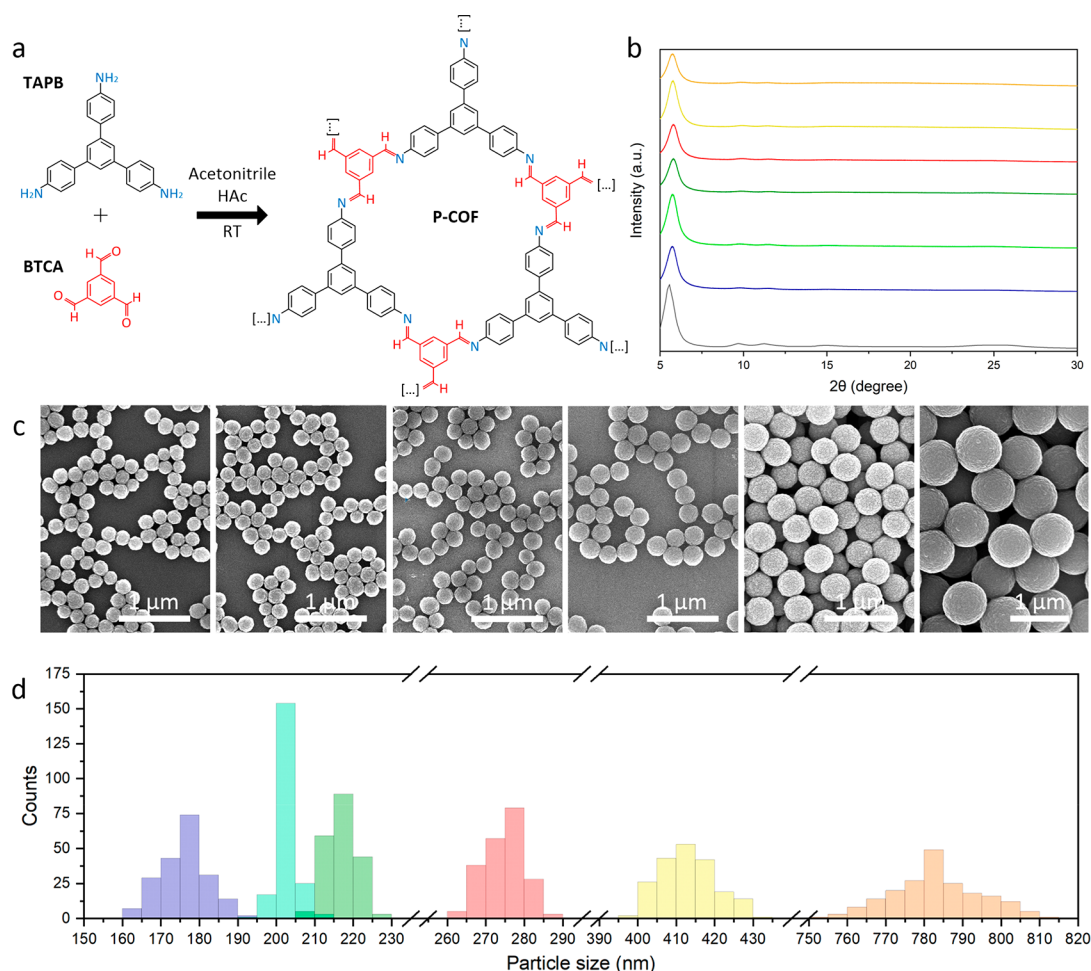 a
TAPB
NH₂
H₂N
NH₂
+
BTCA
O
H
O
H
H
O
Acetonitrile
HAc
RT
[...]
N
[...]
H
H
N
H
N
N
H
H
[...]
P-COF
N
N
[...]N
H
H
N
N
N[...]
[...]
H
b
Intensity (a.u.)
5 10 15 20 25 30
2θ (degree)
c
1 µm
1 µm
1 µm
1 µm
1 µm
1 µm
d
Counts
175
150
125
100
75
50
25
0
150 160 170 180 190 200 210 220 230 260 270 280 290 390 400 410 420 430 750 760 770 780 790 800 810 820
Particle size (nm)